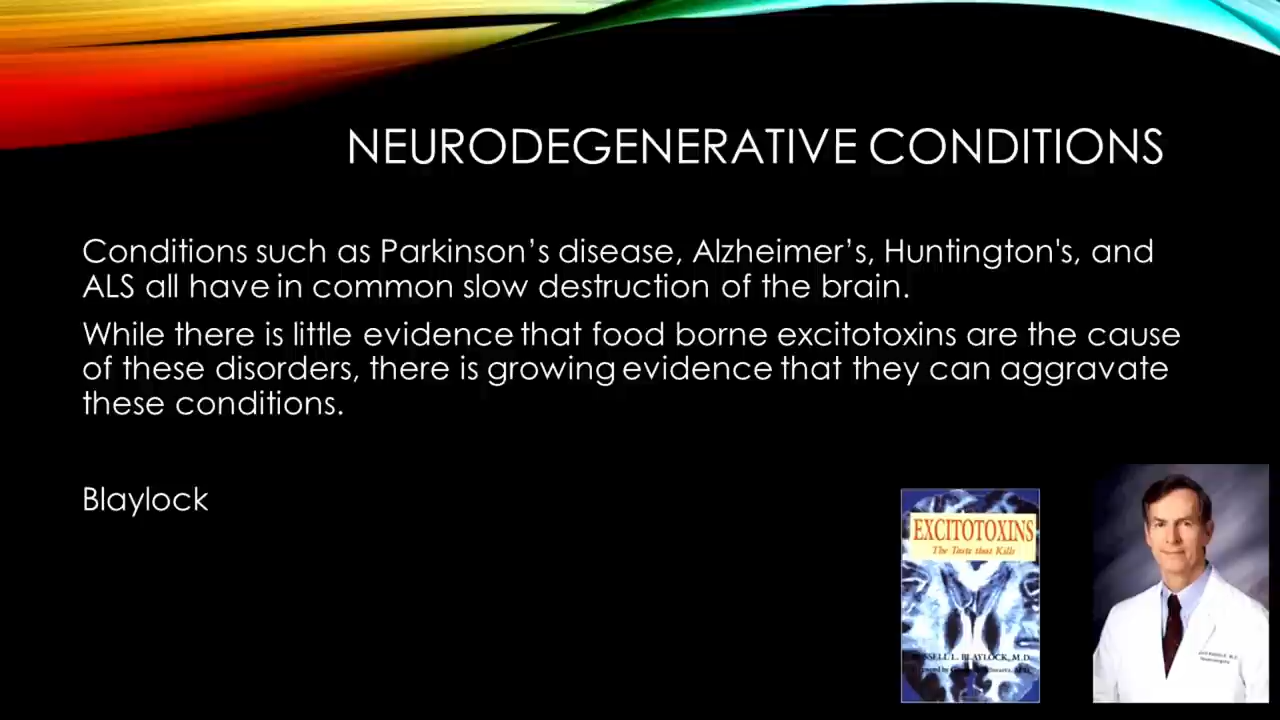 NEURODEGENERATIVE CONDITIONS
Conditions such as Parkinson’s disease, Alzheimer’s, Huntington's, and
ALS all have in common slow destruction of the brain.
While there is little evidence that food borne excitotoxins are the cause
of these disorders, there is growing evidence that they can aggravate
these conditions.
Blaylock
EXCITOTOXINS
The Taste that Kills
RUSSELL L. BLAYLOCK, M.D.